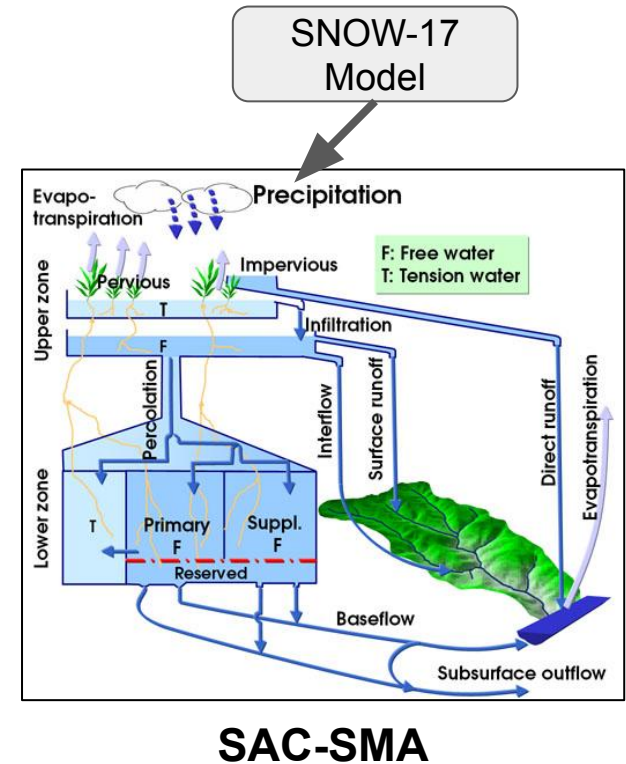 SNOW-17
Model
Evapo-
transpiration
Precipitation
F: Free water
T: Tension water
Pervious
Impervious
Upper zone
T
Infiltration
F
Percolation
Interflow
Surface runoff
Direct runoff
Evapotranspiration
Lower zone
T
Primary
F
Suppl.
F
Reserved
Baseflow
Subsurface outflow
SAC-SMA